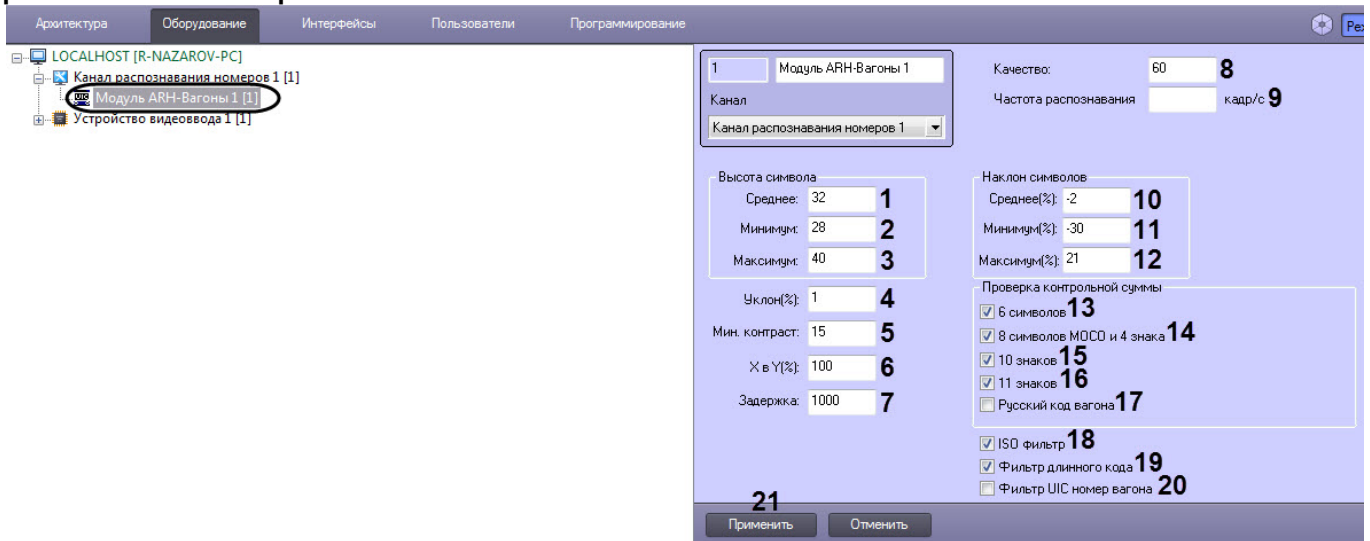 Архитектура Оборудование Интерфейсы Пользователи Программирование
LOCALHOST [R-NAZAROV-PC]
Канал распознавания номеров 1 [1]
Модуль ARH-Вагоны 1 [1]
Устройство видеоввода 1 [1]
1 Модуль ARH-Вагоны 1
Канал
Канал распознавания номеров 1
Качество: 60 8
Частота распознавания кадр/с 9
Высота символа
Среднее: 32 1
Минимум: 28 2
Максимум: 40 3
Уклон(%): 1 4
Мин. контраст: 15 5
X в Y(%): 100 6
Задержка: 1000 7
Наклон символов
Среднее(%): -2 10
Минимум(%): -30 11
Максимум(%): 21 12
Проверка контрольной суммы
6 символов 13
8 символов МОСО и 4 знака 14
10 знаков 15
11 знаков 16
Русский код вагона 17
ISO фильтр 18
Фильтр длинного кода 19
Фильтр UIC номер вагона 20
21
Применить Отменить